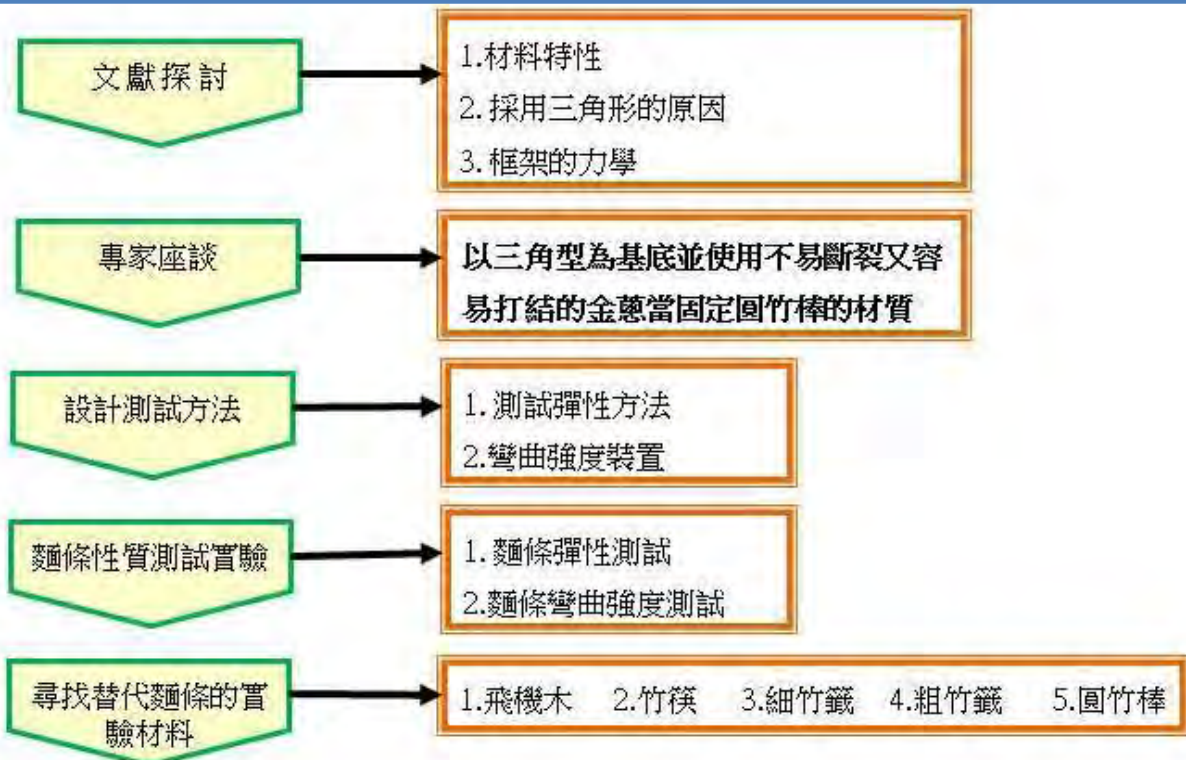 文獻探討
1.材料特性
2.採用三角形的原因
3.框架的力學
專家座談
以三角型為基底並使用不易斷裂又容
易打結的金蔥當固定圓竹棒的材質
設計測試方法
1.測試彈性方法
2.彎曲強度裝置
麵條性質測試實驗
1.麵條彈性測試
2.麵條彎曲強度測試
尋找替代麵條的實
驗材料
1.飛機木 2.竹筷 3.細竹籤 4.粗竹籤 5.圓竹棒